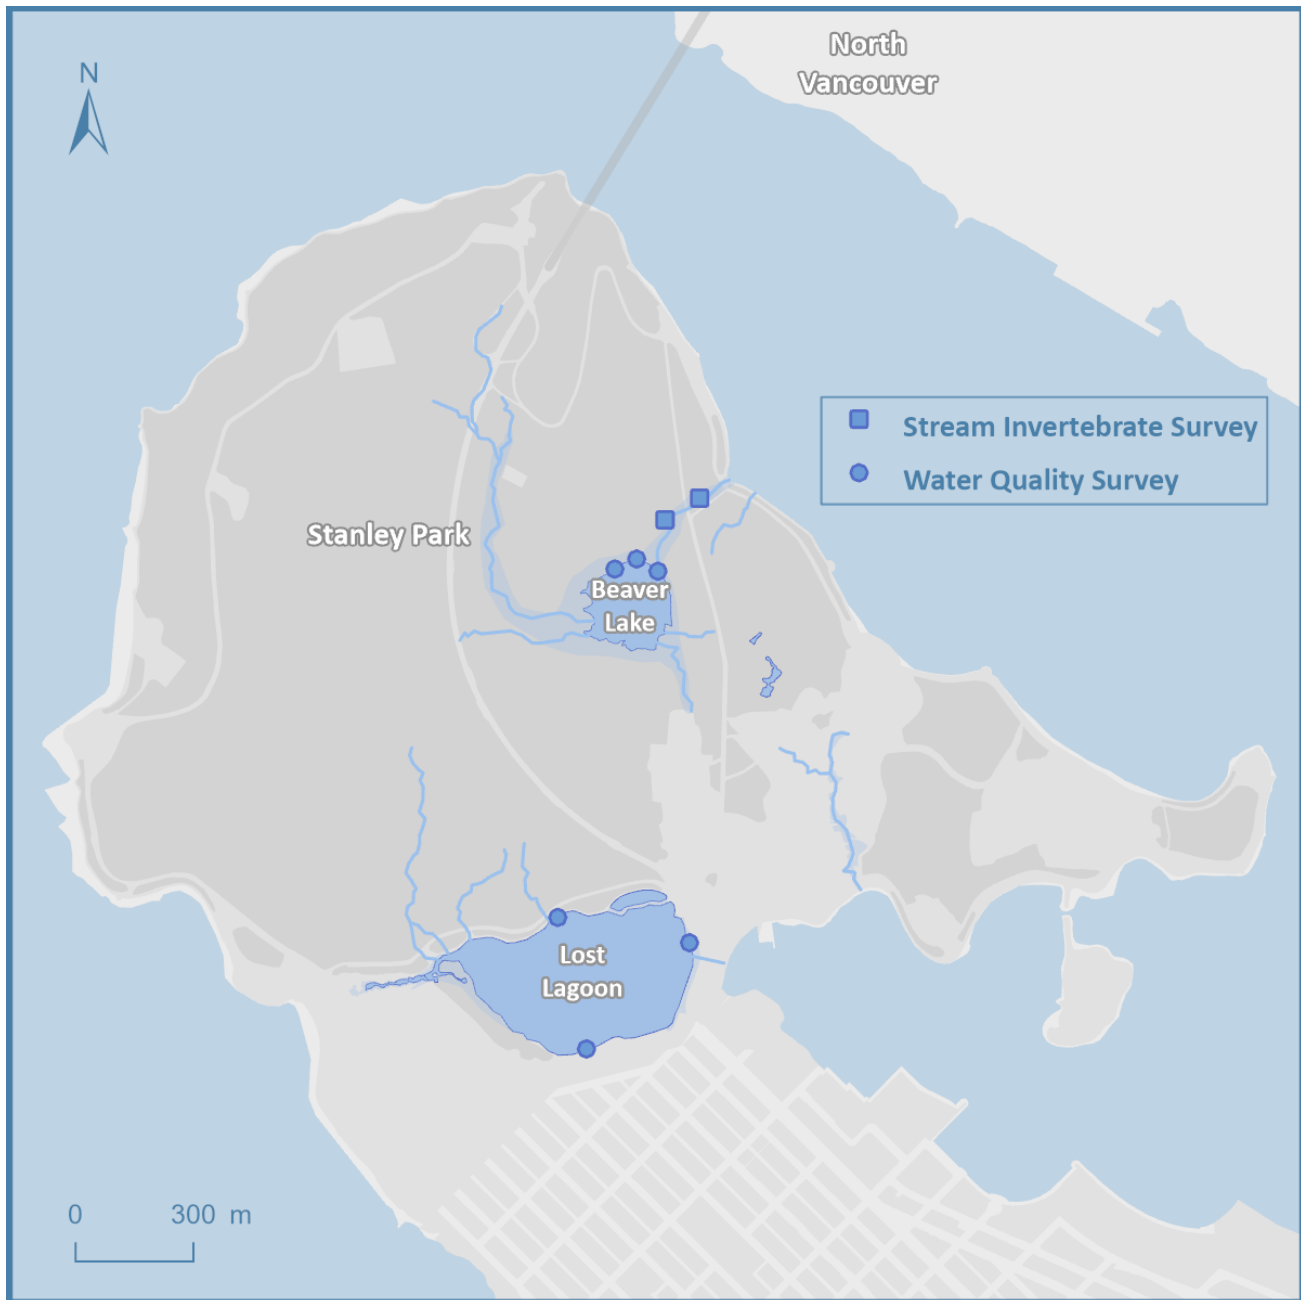 North
Vancouver
N
Stream Invertebrate Survey
Water Quality Survey
Stanley Park
Beaver
Lake
Lost
Lagoon
0 300 m